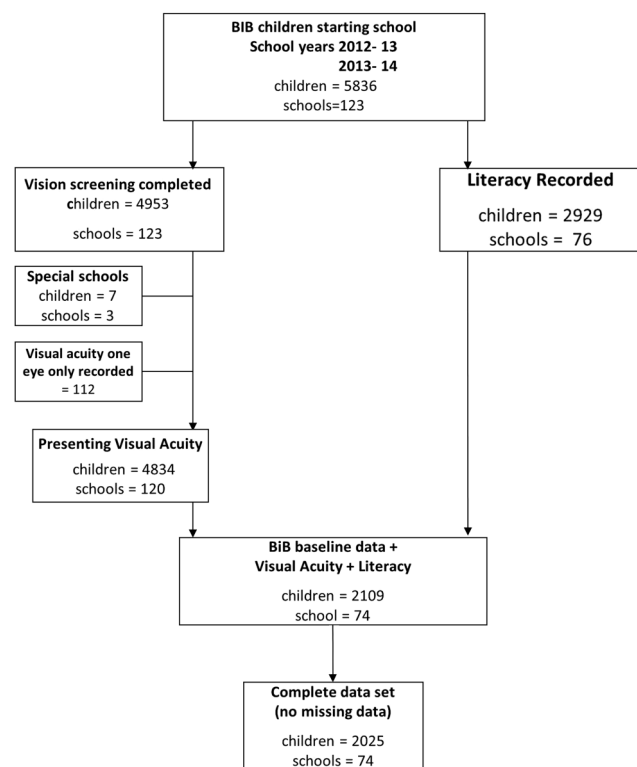 BIB children starting school
School years 2012- 13
2013- 14
children = 5836
schools=123
Vision screening completed
children = 4953
schools = 123
Literacy Recorded
children = 2929
schools = 76
Special schools
children = 7
schools = 3
Visual acuity one
eye only recorded
= 112
Presenting Visual Acuity
children = 4834
schools = 120
BiB baseline data +
Visual Acuity + Literacy
children = 2109
school = 74
Complete data set
(no missing data)
children = 2025
schools = 74